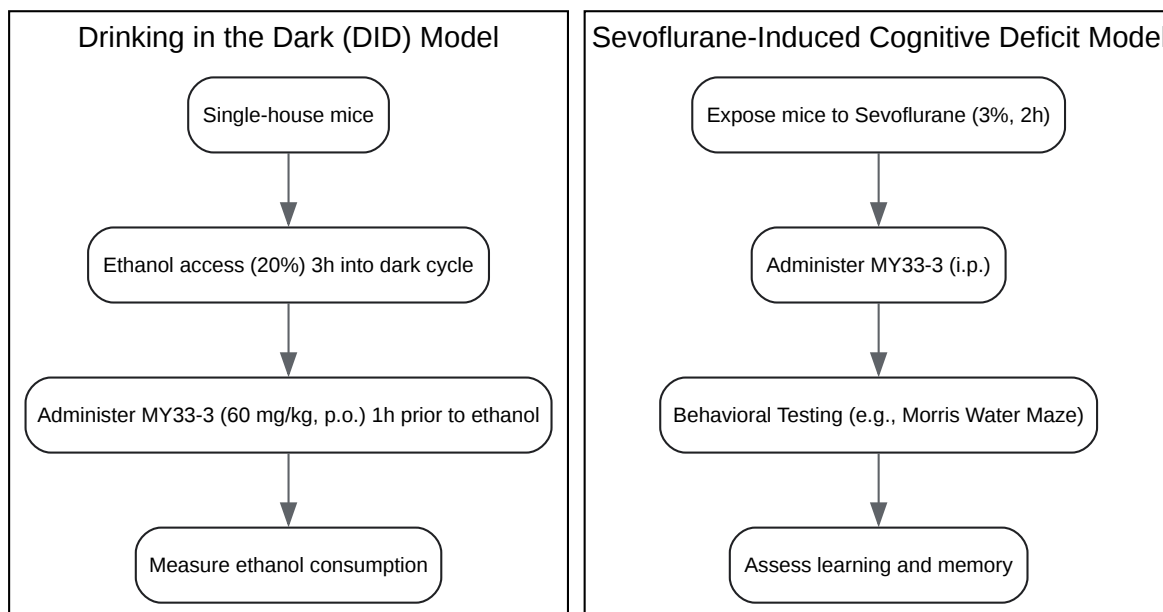 Drinking in the Dark (DID) Model
Single-house mice
Ethanol access (20%) 3h into dark cycle
Administer MY33-3 (60 mg/kg, p.o.) 1h prior to ethanol
Measure ethanol consumption
Sevoflurane-Induced Cognitive Deficit Model
Expose mice to Sevoflurane (3%, 2h)
Administer MY33-3 (i.p.)
Behavioral Testing (e.g., Morris Water Maze)
Assess learning and memory